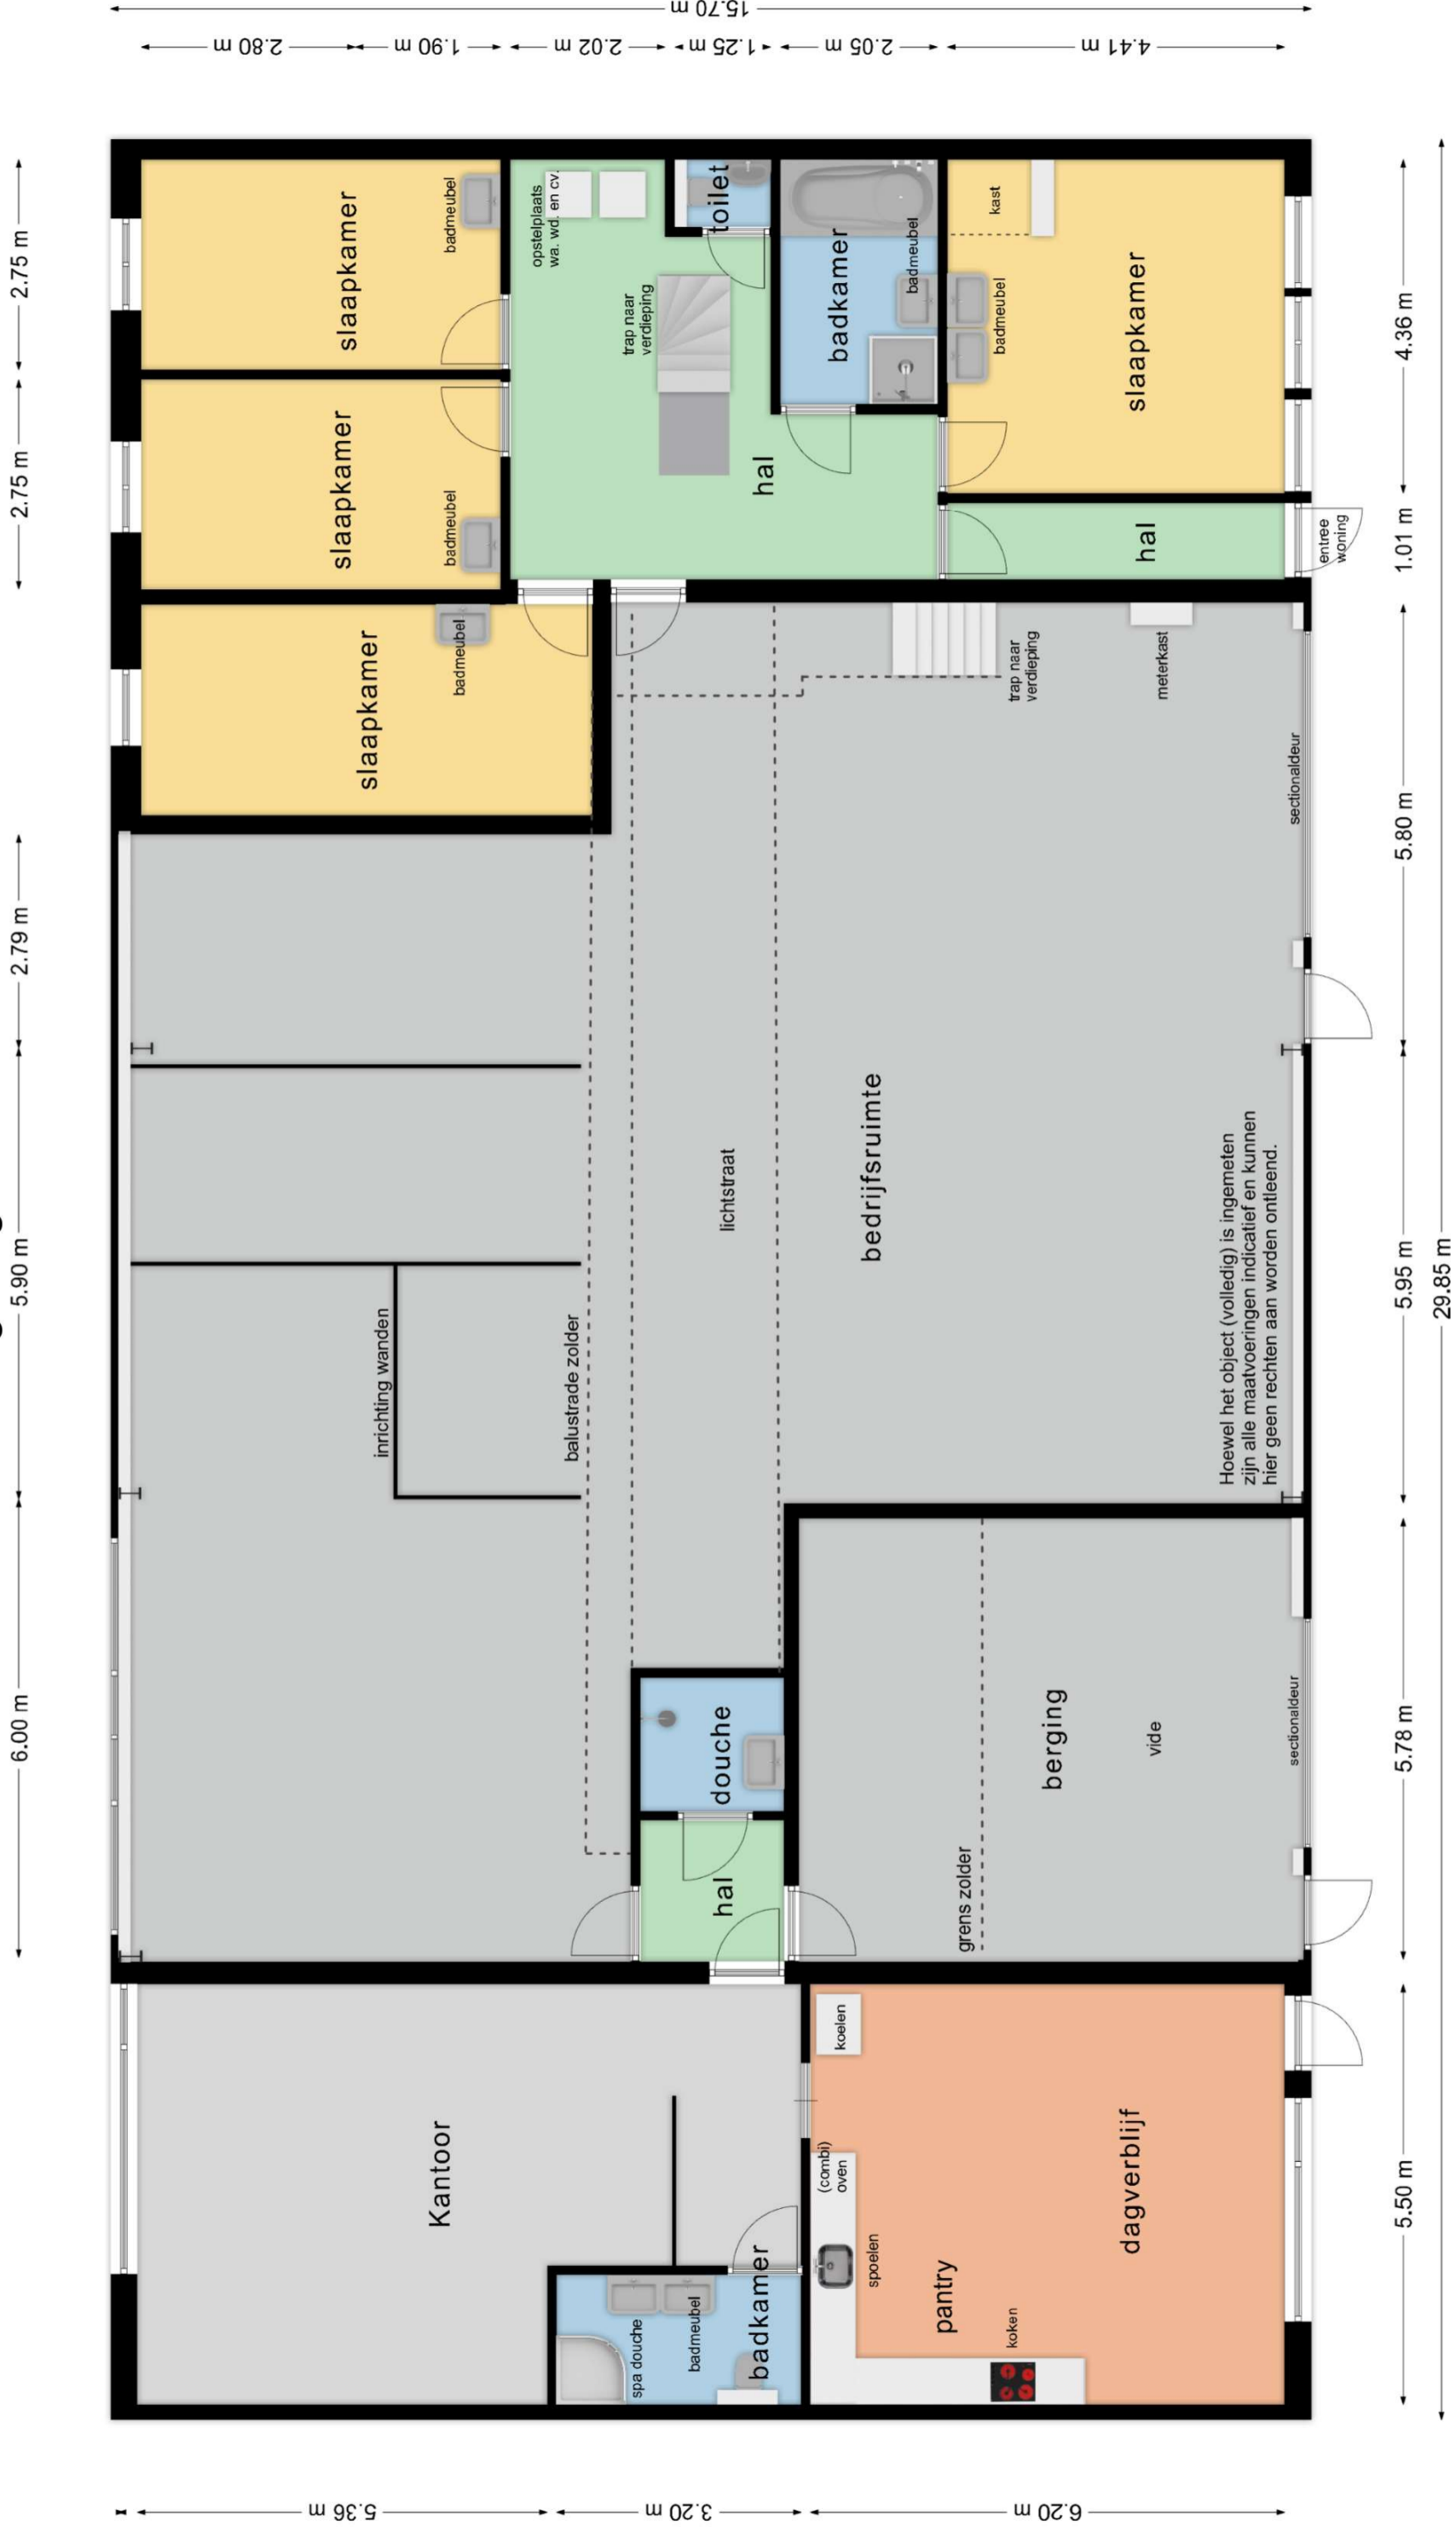 15.70 m
2.80 m
1.90 m
2.02 m
1.25 m
2.05 m
4.41 m
2.75 m
2.75 m
2.79 m
5.90 m
6.00 m
slaapkamer
badmeubel
slaapkamer
badmeubel
slaapkamer
badmeubel
opstelplaats
wa. wd. en cv.
toilet
trap naar
verdieping
badkamer
badmeubel
kast
badmeubel
slaapkamer
hal
hal
entree
woning
4.36 m
1.01 m
5.80 m
5.95 m
5.78 m
5.50 m
29.85 m
trap naar
verdieping
meterkast
sectionaldeur
lichtstraat
bedrijfsruimte
inrichting wanden
balustrade zolder
Hoewel het object (volledig) is ingemeten
zijn alle maatvoeringen indicatief en kunnen
hier geen rechten aan worden ontleend.
douche
hal
berging
vide
grens zolder
sectionaldeur
Kantoor
koelen
(combi)
oven
spoelen
pantry
koken
dagverblijf
spa douche
badmeubel
badkamer
5.36 m
3.20 m
6.20 m